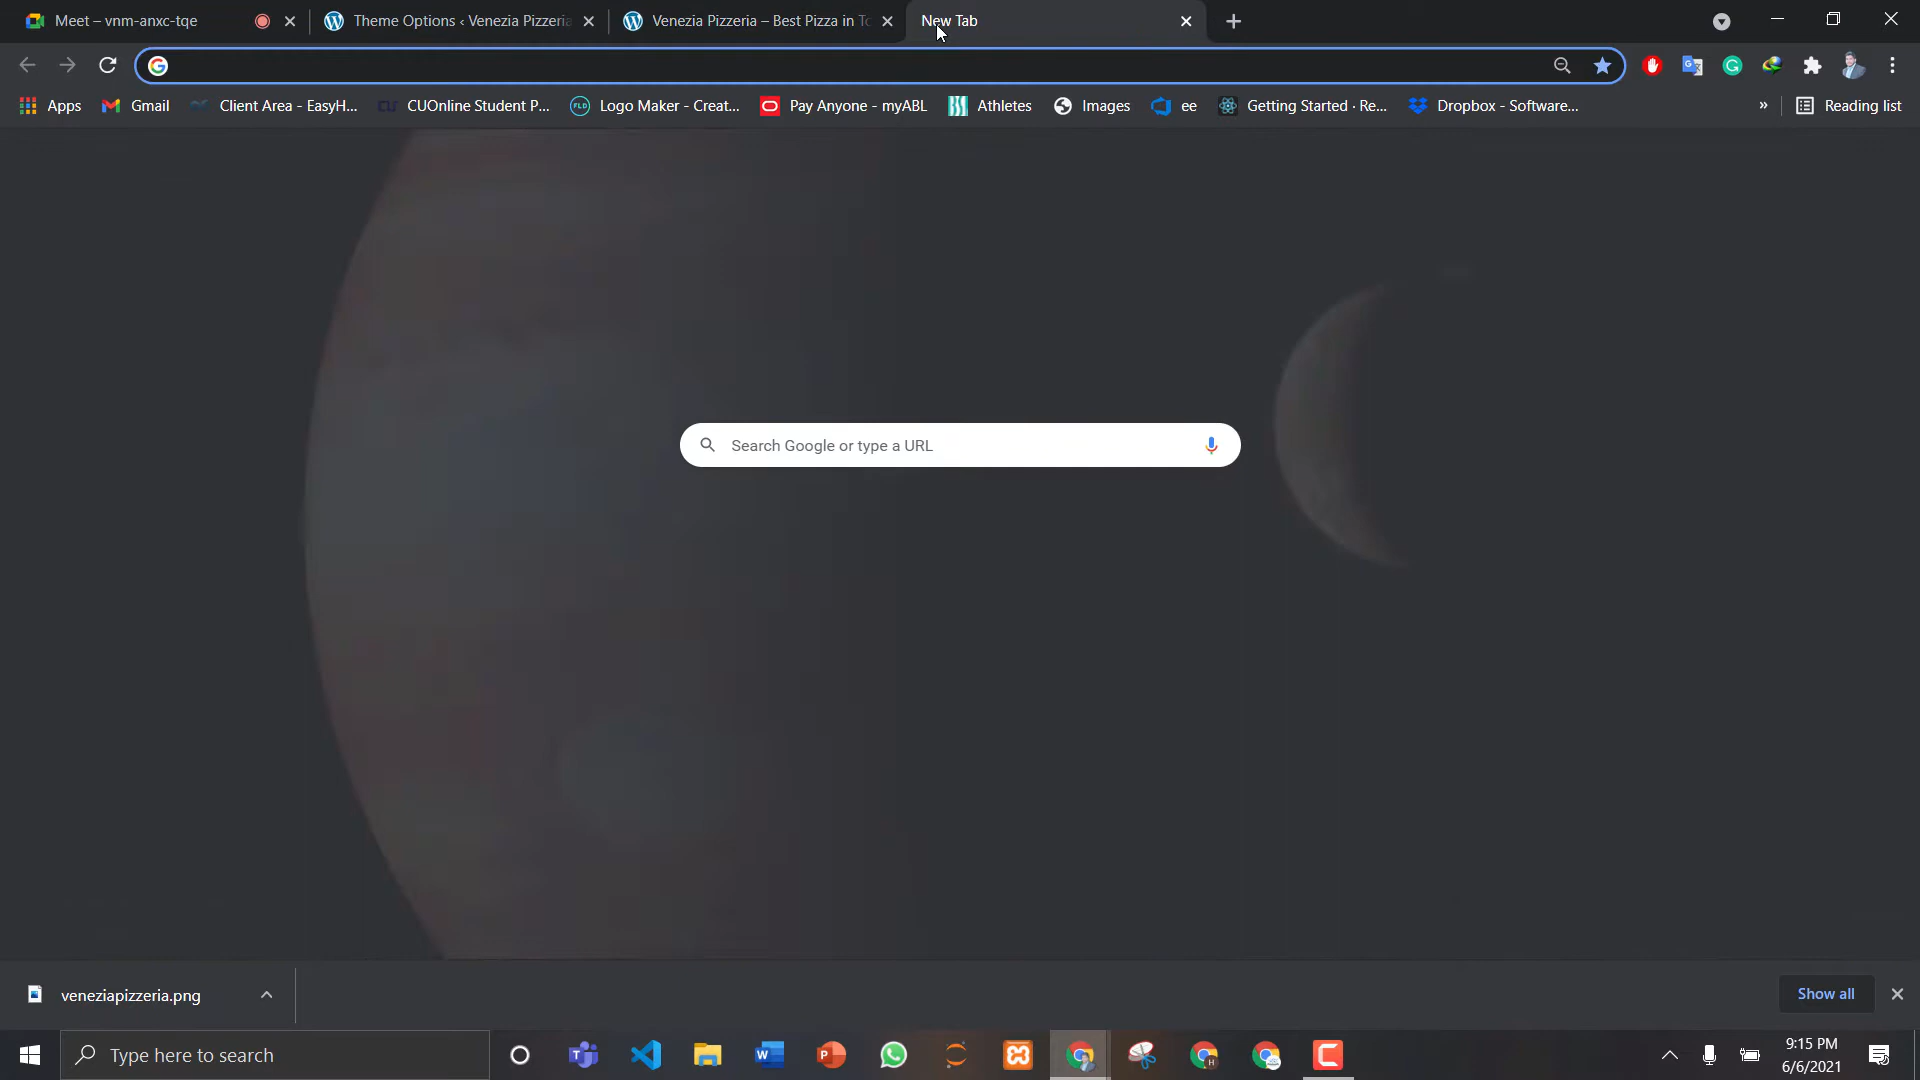 Meet – vnm-anxc-tqe
Theme Options ‹ Venezia Pizzeria
Venezia Pizzeria – Best Pizza in To
New Tab
Apps
Gmail
Client Area - EasyH...
CUOnline Student P...
FLD
Logo Maker - Creat...
Pay Anyone - myABL
Athletes
Images
ee
Getting Started · Re...
Dropbox - Software...
»
Reading list
Search Google or type a URL
veneziapizzeria.png
Show all
Type here to search
9:15 PM
6/6/2021